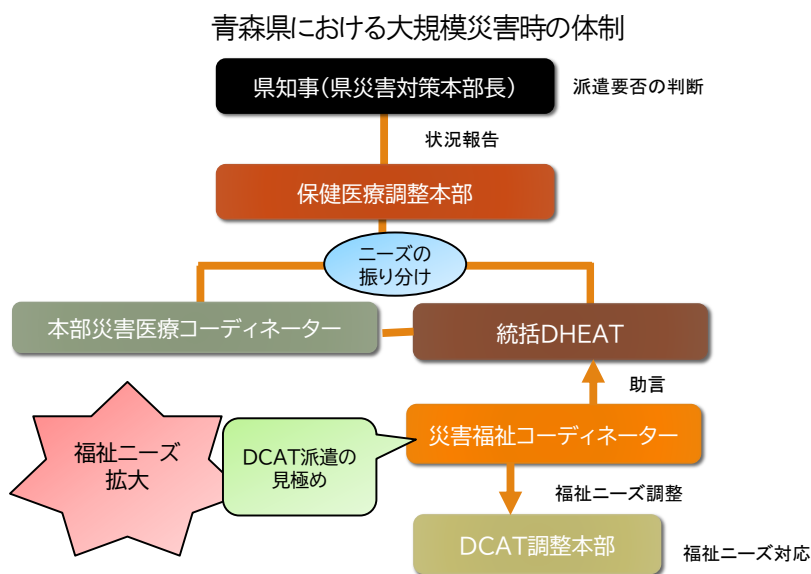 青森県における大規模災害時の体制
県知事(県災害対策本部長)
派遣要否の判断
状況報告
保健医療調整本部
ニーズの
振り分け
本部災害医療コーディネーター
統括DHEAT
助言
福祉ニーズ
拡大
DCAT派遣の
見極め
災害福祉コーディネーター
福祉ニーズ調整
DCAT調整本部
福祉ニーズ対応